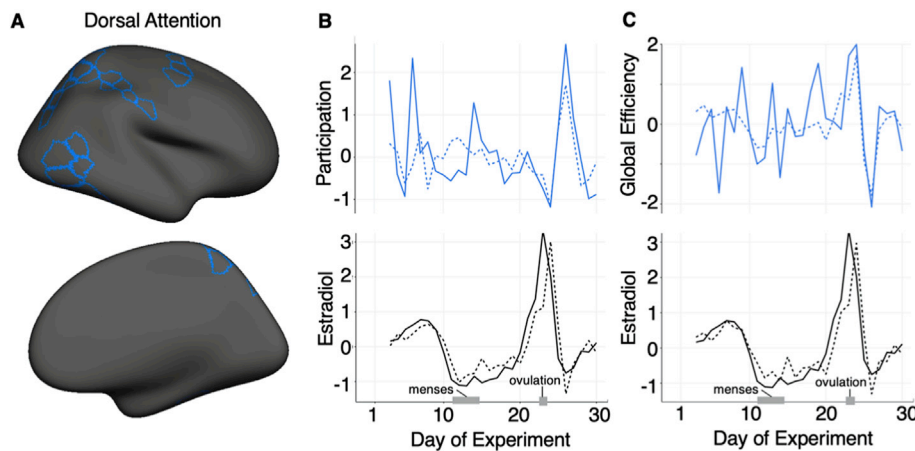 A
Dorsal Attention
B
Participation
2
1
0
-1
Estradiol
3
2
1
0
-1
menses
ovulation
1
10
20
30
Day of Experiment
C
Global Efficiency
2
0
-2
Estradiol
3
2
1
0
-1
menses
ovulation
1
10
20
30
Day of Experiment